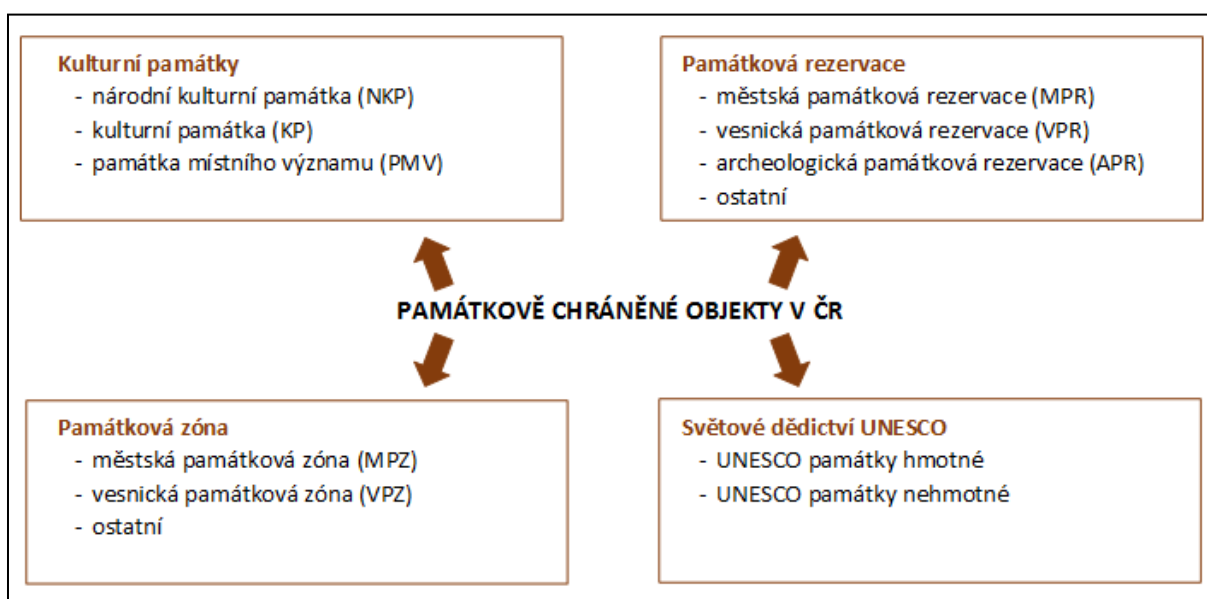 Kulturní památky
- národní kulturní památka (NKP)
- kulturní památka (KP)
- památka místního významu (PMV)
Památková rezervace
- městská památková rezervace (MPR)
- vesnická památková rezervace (VPR)
- archeologická památková rezervace (APR)
- ostatní
PAMÁTKOVĚ CHRÁNĚNÉ OBJEKTY V ČR
Památková zóna
- městská památková zóna (MPZ)
- vesnická památková zóna (VPZ)
- ostatní
Světové dědictví UNESCO
- UNESCO památky hmotné
- UNESCO památky nehmotné